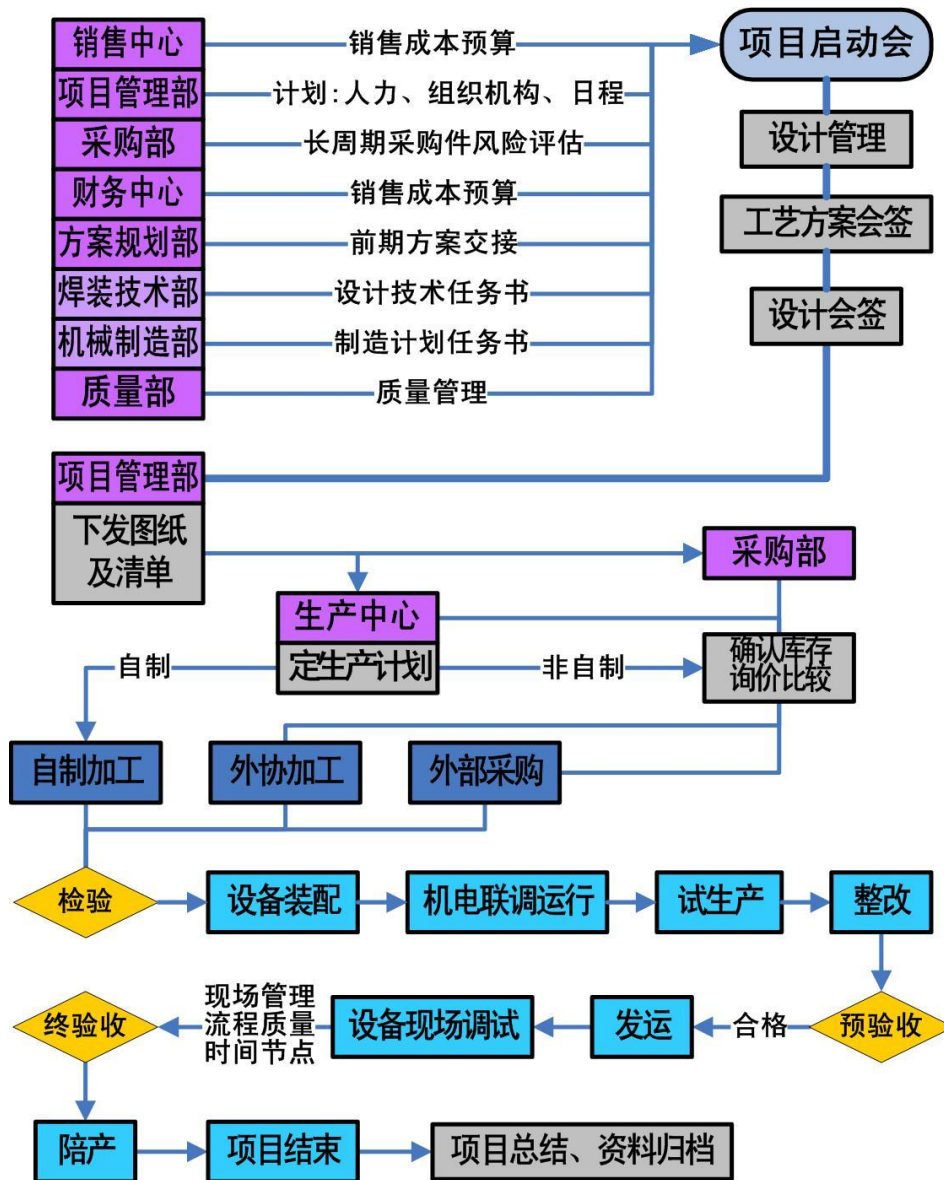 销售中心
销售成本预算
项目启动会
项目管理部
计划:人力、组织机构、日程
采购部
长周期采购件风险评估
设计管理
财务中心
销售成本预算
方案规划部
前期方案交接
工艺方案会签
焊装技术部
设计技术任务书
设计会签
机械制造部
制造计划任务书
质量部
质量管理
项目管理部
下发图纸
及清单
采购部
生产中心
自制
定生产计划
非自制
确认库存
询价比较
自制加工
外协加工
外部采购
检验
设备装配
机电联调运行
试生产
整改
终验收
现场管理
流程质量
时间节点
设备现场调试
发运
合格
预验收
陪产
项目结束
项目总结、资料归档